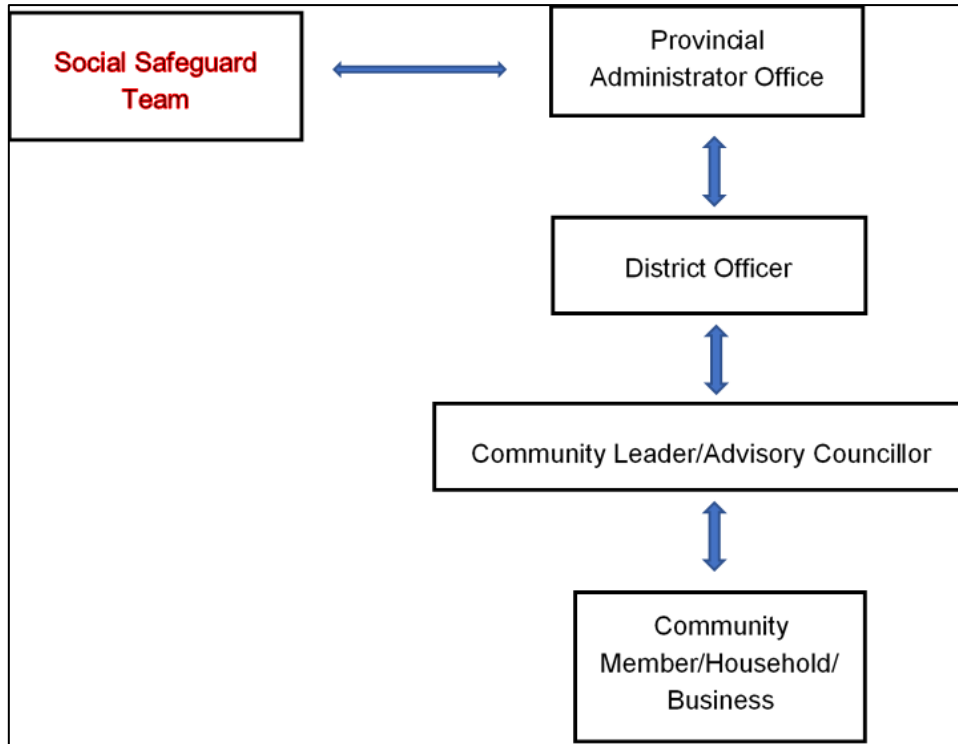 Social Safeguard
Team
Provincial
Administrator Office
District Officer
Community Leader/Advisory Councillor
Community
Member/Household/
Business